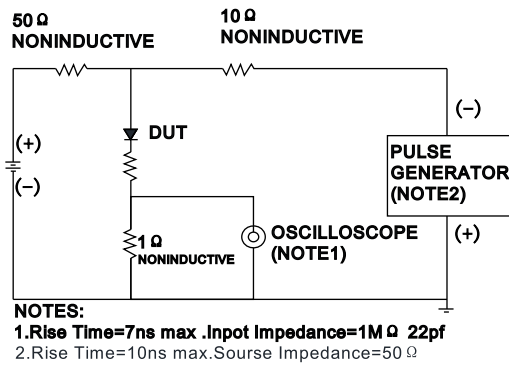 50 Ω
NONINDUCTIVE
10 Ω
NONINDUCTIVE
(+)
(−)
DUT
1 Ω
NONINDUCTIVE
OSCILLOSCOPE
(NOTE1)
(−)
PULSE
GENERATOR
(NOTE2)
(+)
NOTES:
1.Rise Time=7ns max .Inpot Impedance=1M Ω 22pf
2.Rise Time=10ns max.Sourse Impedance=50 Ω